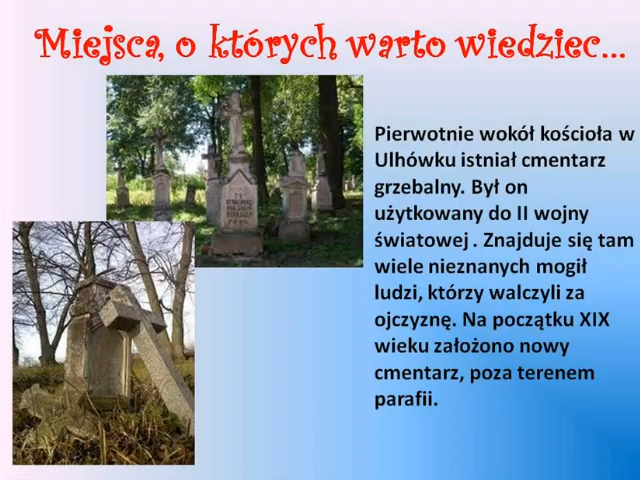 Miejsca, o których warto wiedziec...
Pierwotnie wokół kościoła w
Ulhówku istniał cmentarz
grzebalny. Był on
użytkowany do II wojny
światowej . Znajduje się tam
wiele nieznanych mogił
ludzi, którzy walczyli za
ojczyznę. Na początku XIX
wieku założono nowy
cmentarz, poza terenem
parafii.